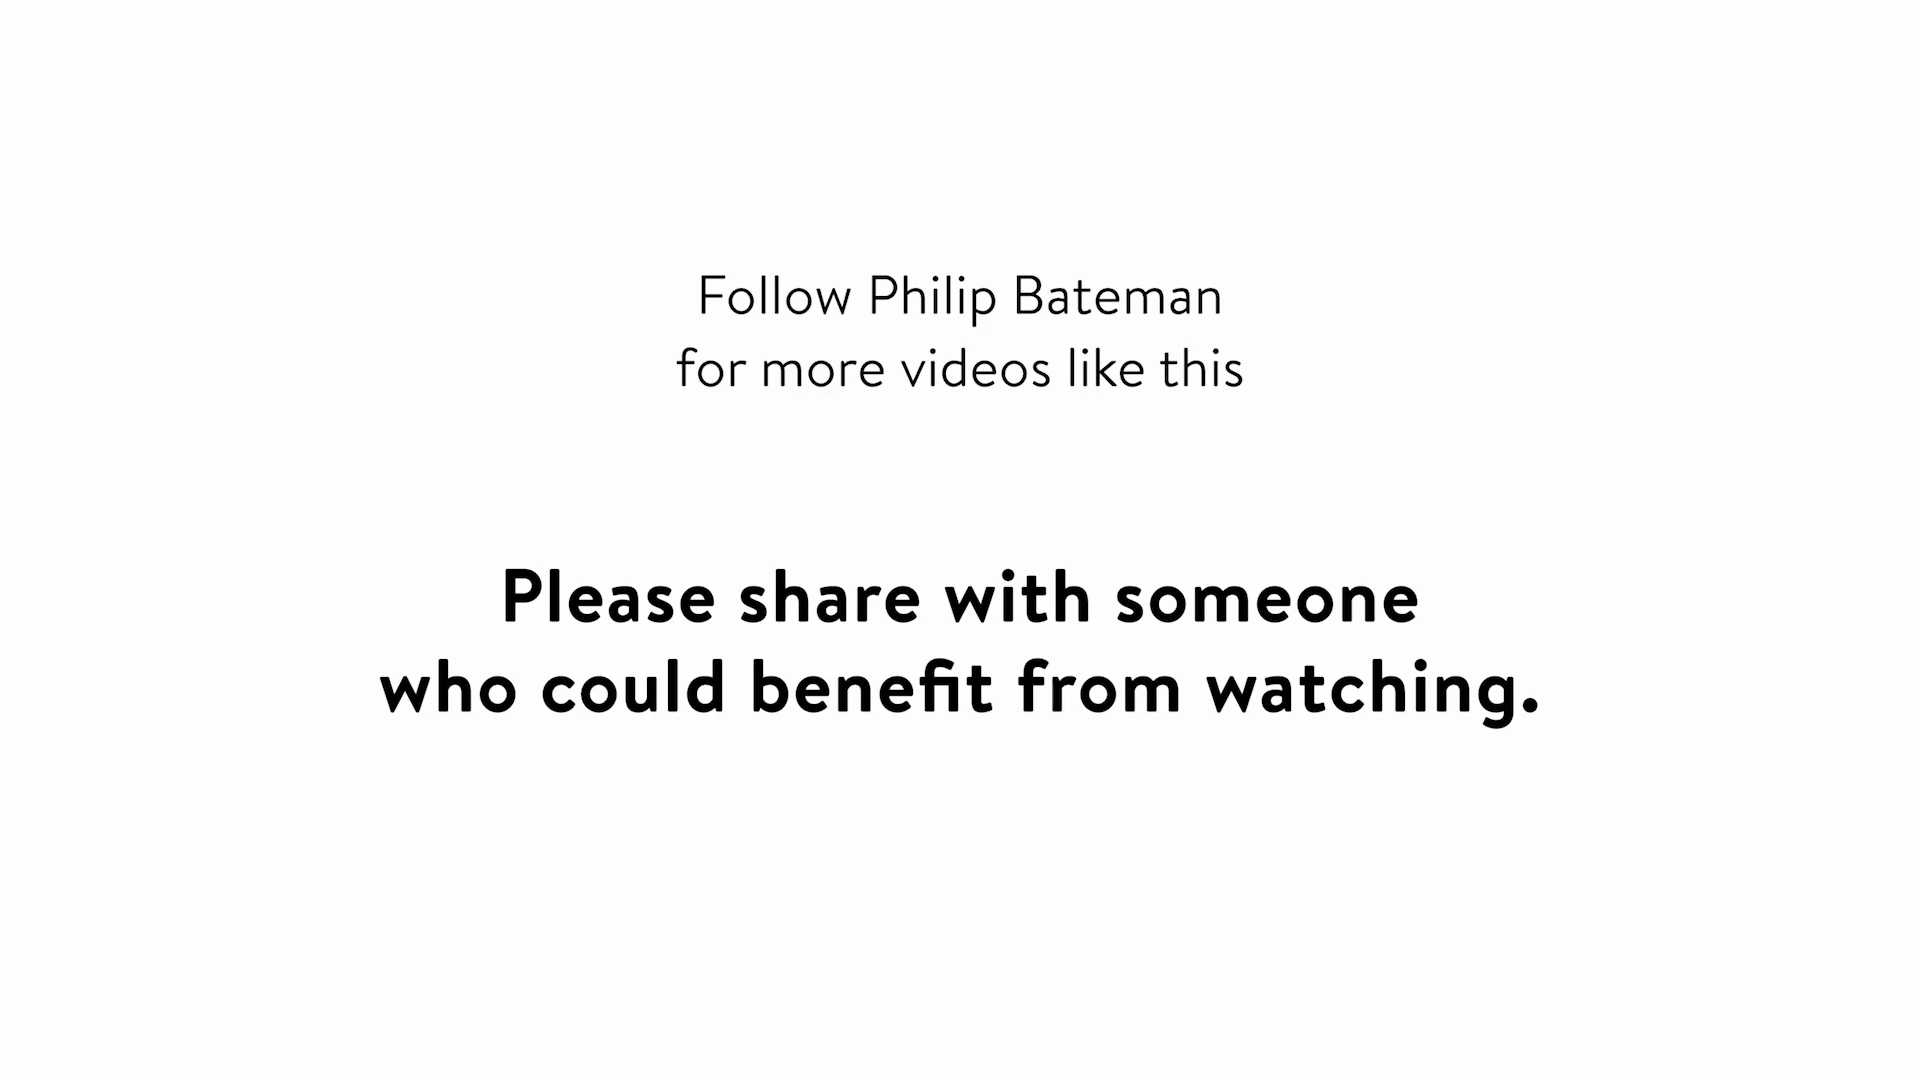 Follow Philip Bateman
for more videos like this
Please share with someone
who could benefit from watching.